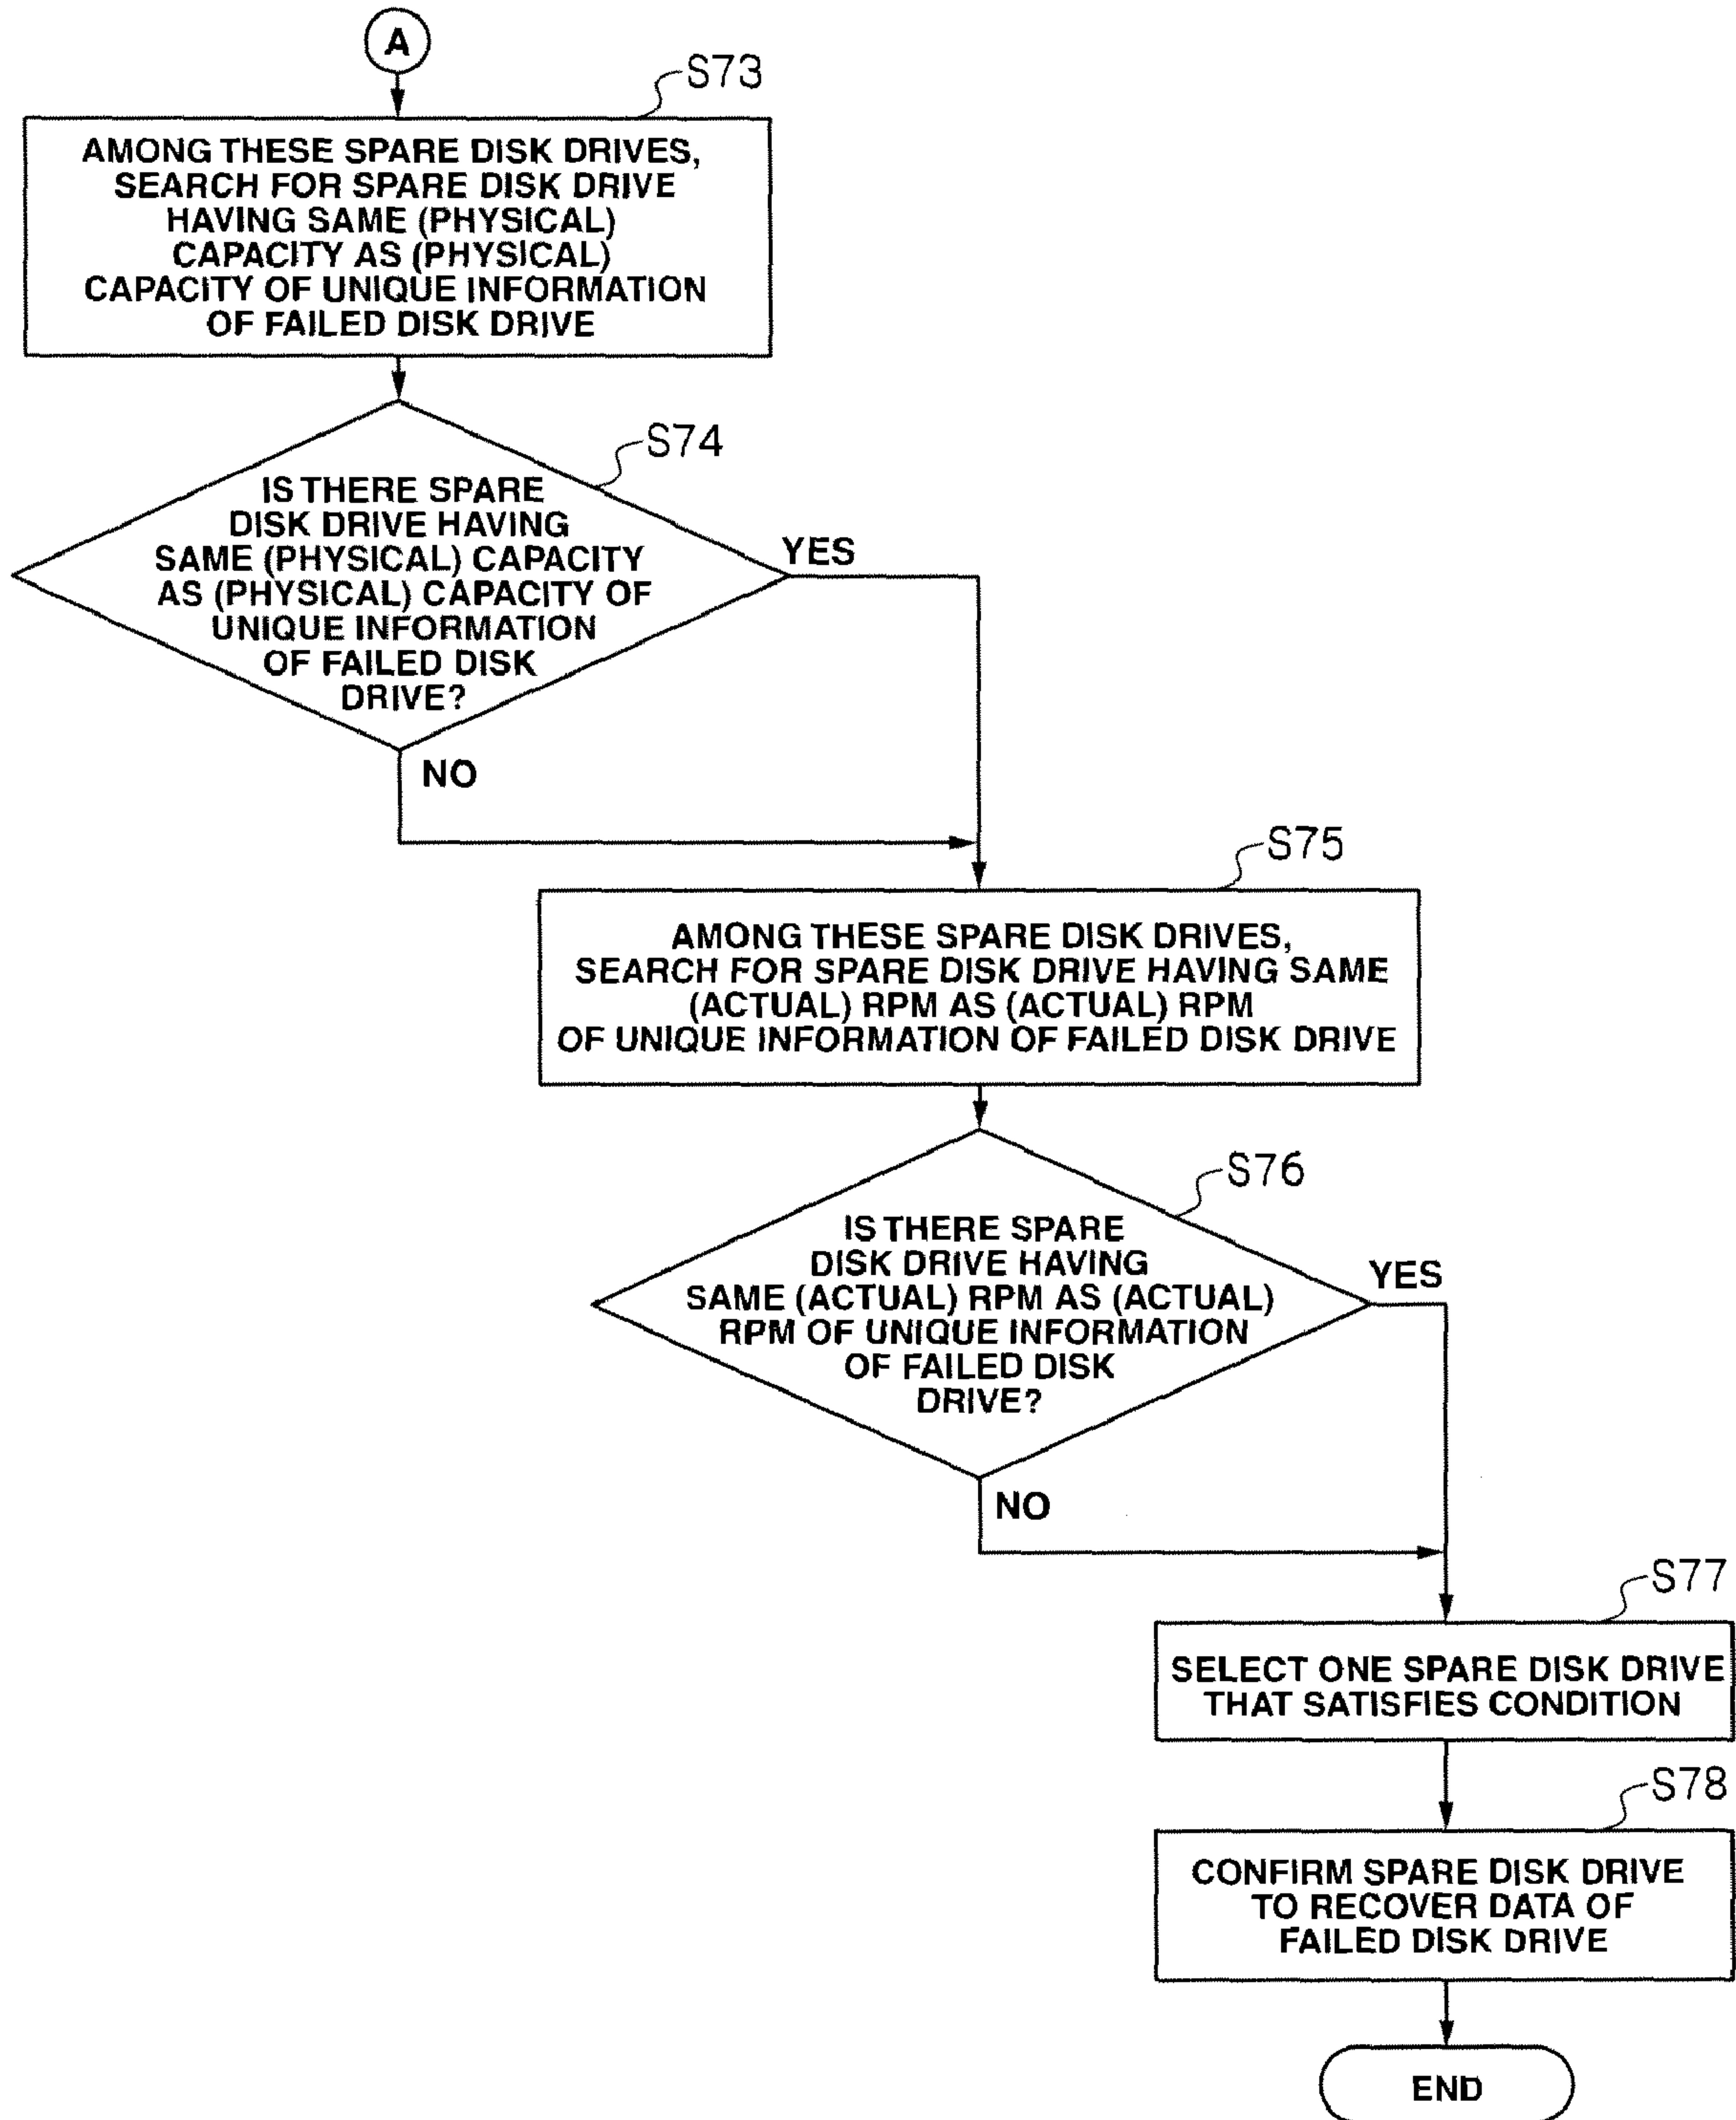 A
S73
AMONG THESE SPARE DISK DRIVES,
SEARCH FOR SPARE DISK DRIVE
HAVING SAME (PHYSICAL)
CAPACITY AS (PHYSICAL)
CAPACITY OF UNIQUE INFORMATION
OF FAILED DISK DRIVE
S74
IS THERE SPARE
DISK DRIVE HAVING
SAME (PHYSICAL) CAPACITY
AS (PHYSICAL) CAPACITY OF
UNIQUE INFORMATION
OF FAILED DISK
DRIVE?
YES
NO
S75
AMONG THESE SPARE DISK DRIVES,
SEARCH FOR SPARE DISK DRIVE HAVING SAME
(ACTUAL) RPM AS (ACTUAL) RPM
OF UNIQUE INFORMATION OF FAILED DISK DRIVE
S76
IS THERE SPARE
DISK DRIVE HAVING
SAME (ACTUAL) RPM AS (ACTUAL)
RPM OF UNIQUE INFORMATION
OF FAILED DISK
DRIVE?
YES
NO
S77
SELECT ONE SPARE DISK DRIVE
THAT SATISFIES CONDITION
S78
CONFIRM SPARE DISK DRIVE
TO RECOVER DATA OF
FAILED DISK DRIVE
END